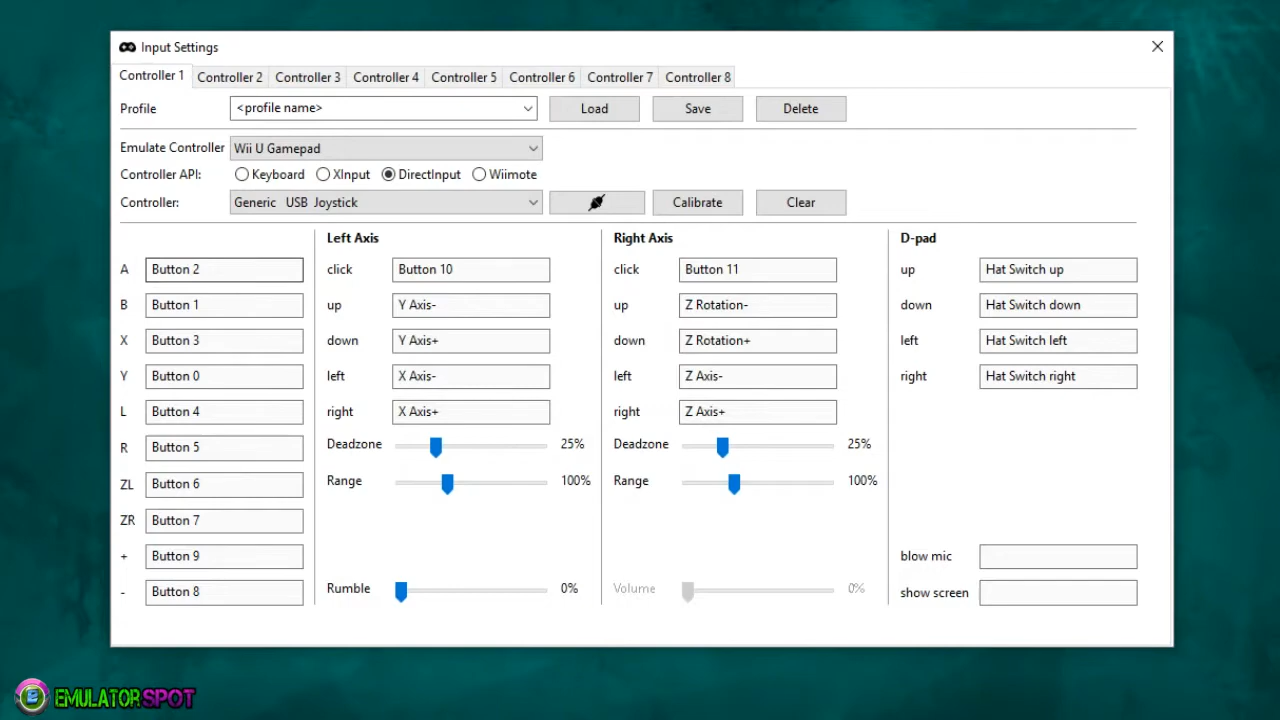 Input Settings
Controller 1 Controller 2 Controller 3 Controller 4 Controller 5 Controller 6 Controller 7 Controller 8
Profile <profile name> Load Save Delete
Emulate Controller Wii U Gamepad
Controller API: Keyboard XInput DirectInput Wiimote
Controller: Generic USB Joystick Calibrate Clear
Left Axis Right Axis D-pad
A Button 2 click Button 10 click Button 11 up Hat Switch up
B Button 1 up Y Axis- up Z Rotation- down Hat Switch down
X Button 3 down Y Axis+ down Z Rotation+ left Hat Switch left
Y Button 0 left X Axis- left Z Axis- right Hat Switch right
L Button 4 right X Axis+ right Z Axis+
R Button 5 Deadzone 25% Deadzone 25%
ZL Button 6 Range 100% Range 100%
ZR Button 7
+ Button 9 blow mic
- Button 8 Rumble 0% Volume 0% show screen
EMULATORSPOT